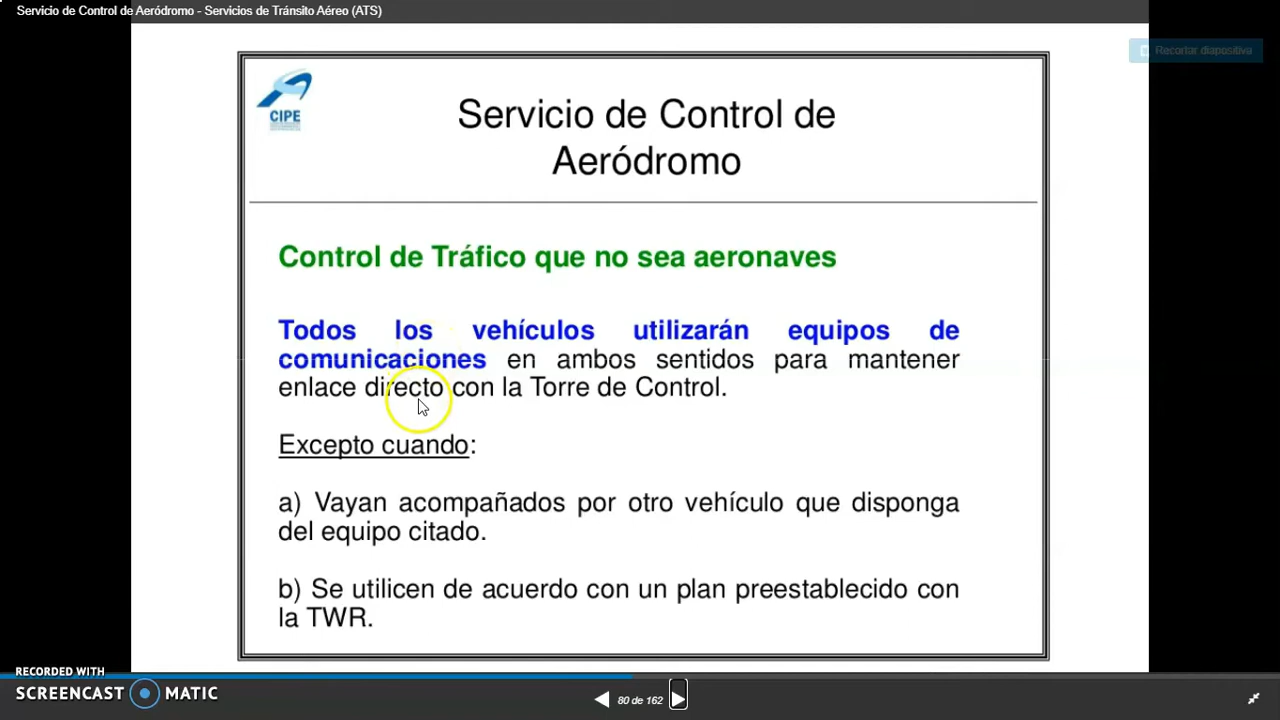 Servicio de Control de Aeródromo - Servicios de Tránsito Aéreo (ATS)
Recortar diapositiva
CIPE
Servicio de Control de
Aeródromo
Control de Tráfico que no sea aeronaves
Todos los vehículos utilizarán equipos de
comunicaciones en ambos sentidos para mantener
enlace directo con la Torre de Control.
Excepto cuando:
a) Vayan acompañados por otro vehículo que disponga
del equipo citado.
b) Se utilicen de acuerdo con un plan preestablecido con
la TWR.
RECORDED WITH
SCREENCAST MATIC
80 de 162